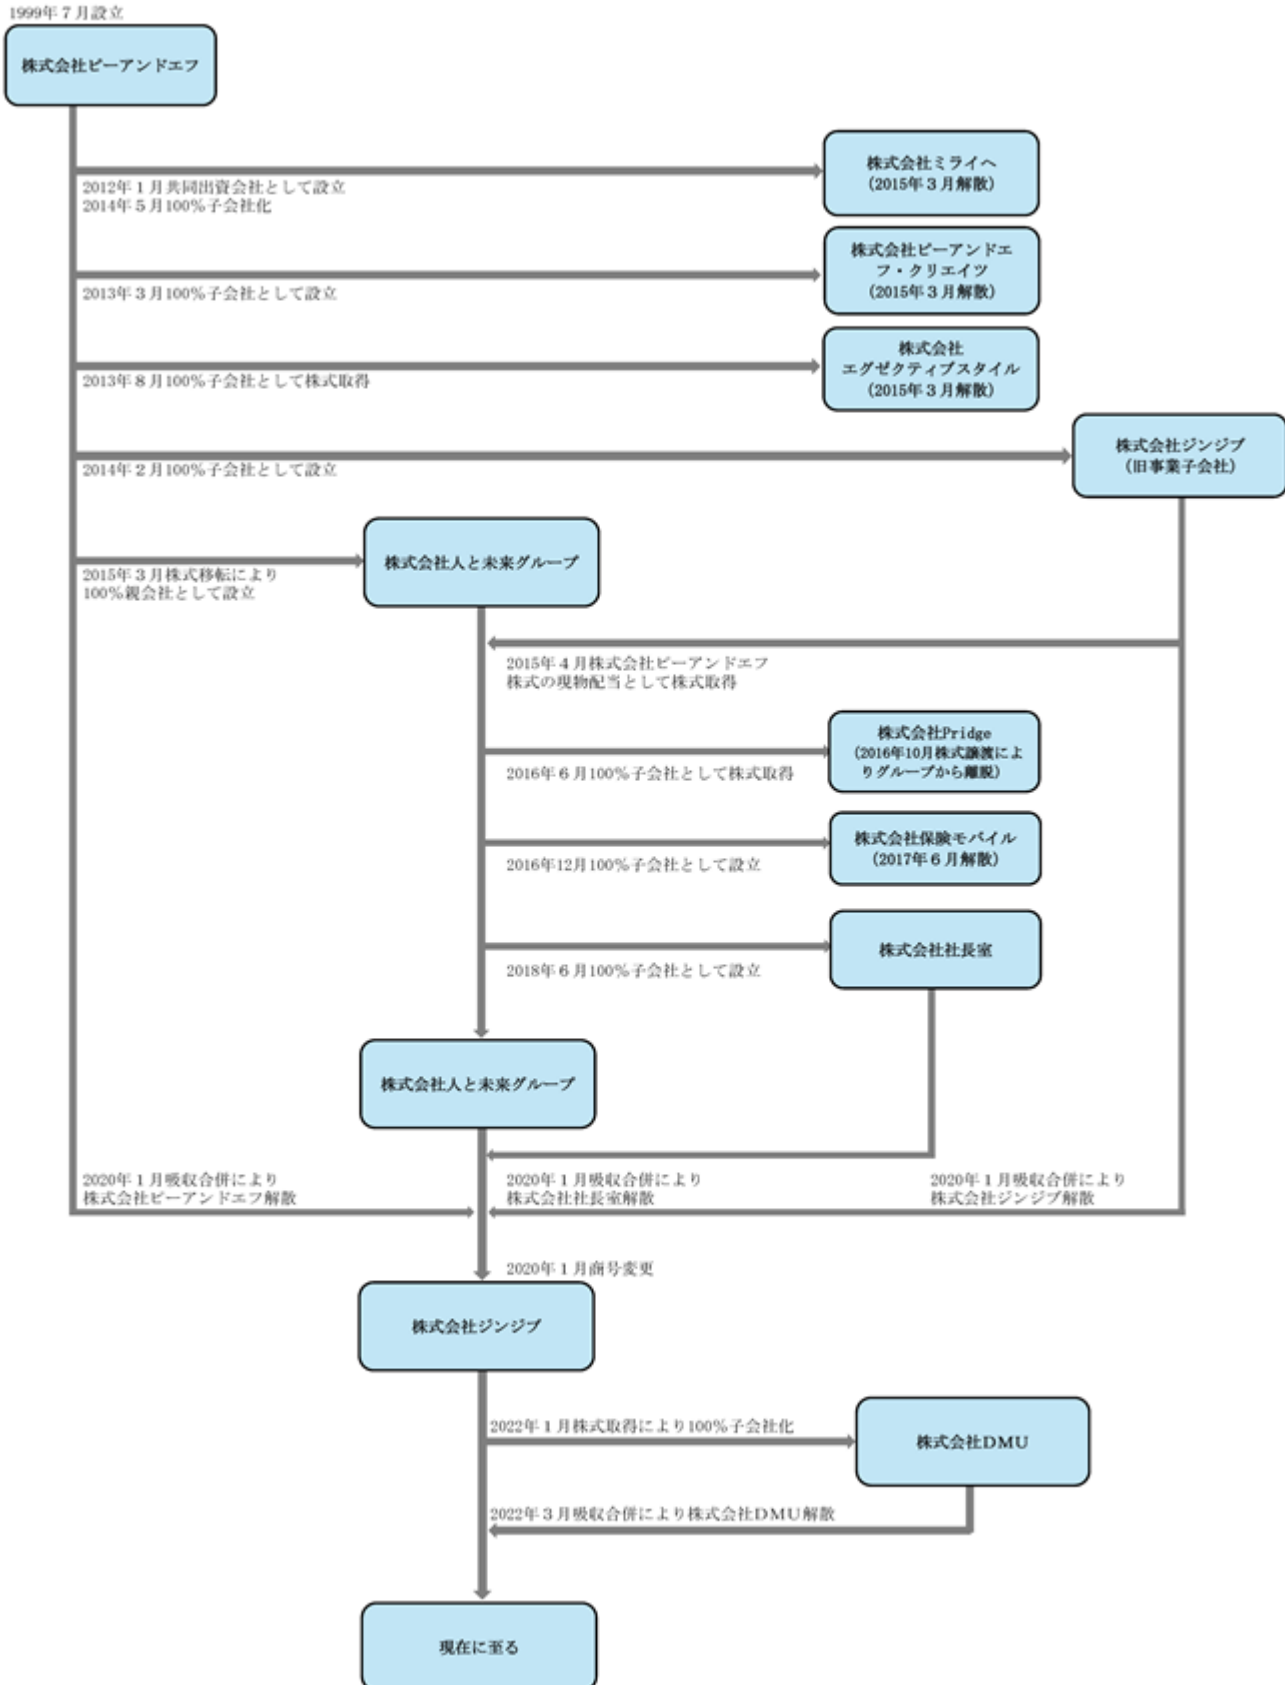 1999年７月設立
株式会社ピーアンドエフ
株式会社ミライへ
(2015年３月解散)
2012年１月共同出資会社として設立
2014年５月100%子会社化
株式会社ピーアンドエ
フ・クリエイツ
(2015年３月解散)
2013年３月100%子会社として設立
株式会社
エグゼクティブスタイル
(2015年３月解散)
2013年８月100%子会社として株式取得
株式会社ジンジブ
(旧事業子会社)
2014年２月100%子会社として設立
株式会社人と未来グループ
2015年３月株式移転により
100%親会社として設立
2015年４月株式会社ピーアンドエフ
株式の現物配当として株式取得
株式会社Pridge
(2016年10月株式譲渡によ
りグループから離脱)
2016年６月100%子会社として株式取得
株式会社保険モバイル
(2017年６月解散)
2016年12月100%子会社として設立
株式会社社長室
2018年６月100%子会社として設立
株式会社人と未来グループ
2020年１月吸収合併により
株式会社ピーアンドエフ解散
2020年１月吸収合併により
株式会社社長室解散
2020年１月吸収合併により
株式会社ジンジブ解散
2020年１月商号変更
株式会社ジンジブ
2022年１月株式取得により100%子会社化
株式会社ＤＭＵ
2022年３月吸収合併により株式会社ＤＭＵ解散
現在に至る